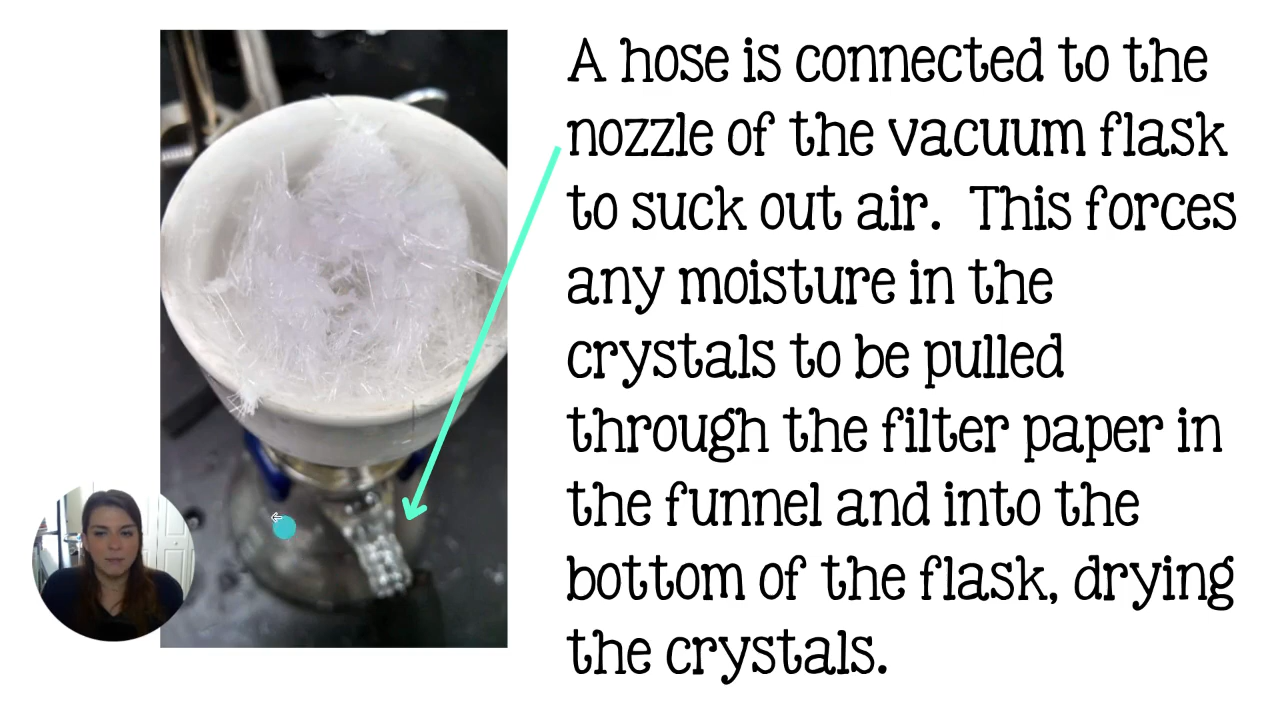 A hose is connected to the
nozzle of the vacuum flask
to suck out air.  This forces
any moisture in the
crystals to be pulled
through the filter paper in
the funnel and into the
bottom of the flask, drying
the crystals.